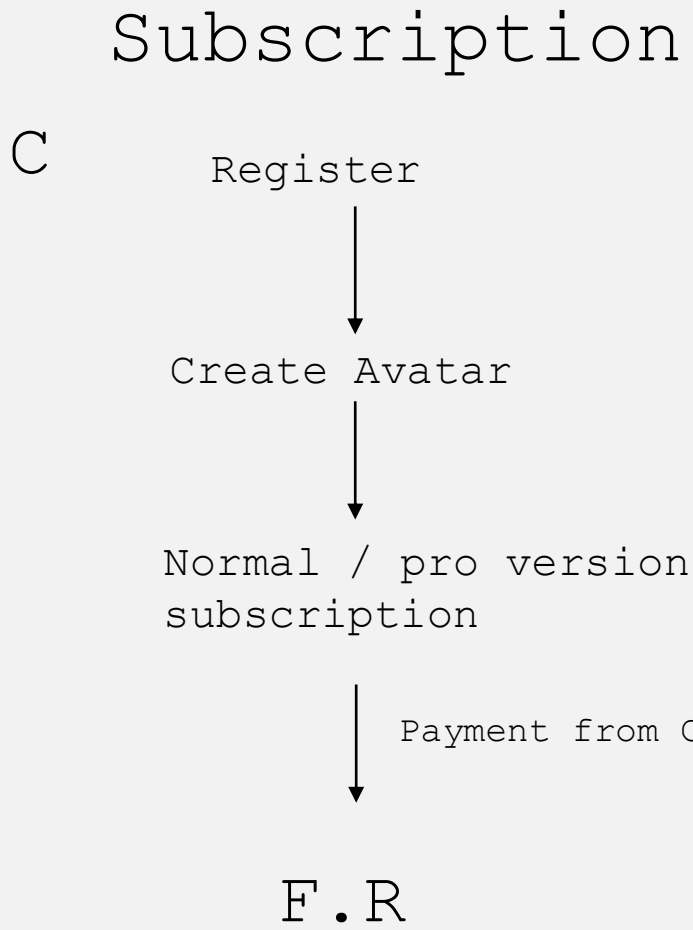 Subscription
C
Register
Create Avatar
Normal / pro version
subscription
Payment from C
F.R